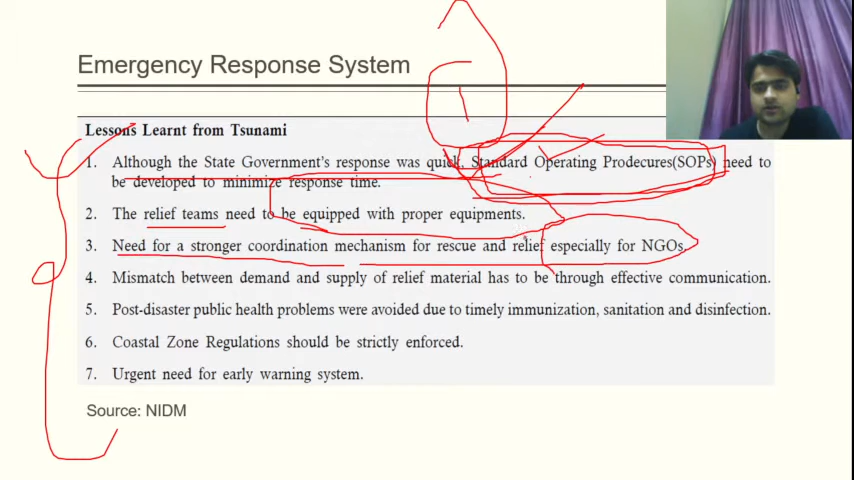 Emergency Response System
Lessons Learnt from Tsunami
1. Although the State Government's response was quick, Standard Operating Prodecures(SOPs) need to
be developed to minimize response time.
2. The relief teams need to be equipped with proper equipments.
3. Need for a stronger coordination mechanism for rescue and relief especially for NGOs.
4. Mismatch between demand and supply of relief material has to be through effective communication.
5. Post-disaster public health problems were avoided due to timely immunization, sanitation and disinfection.
6. Coastal Zone Regulations should be strictly enforced.
7. Urgent need for early warning system.
Source: NIDM